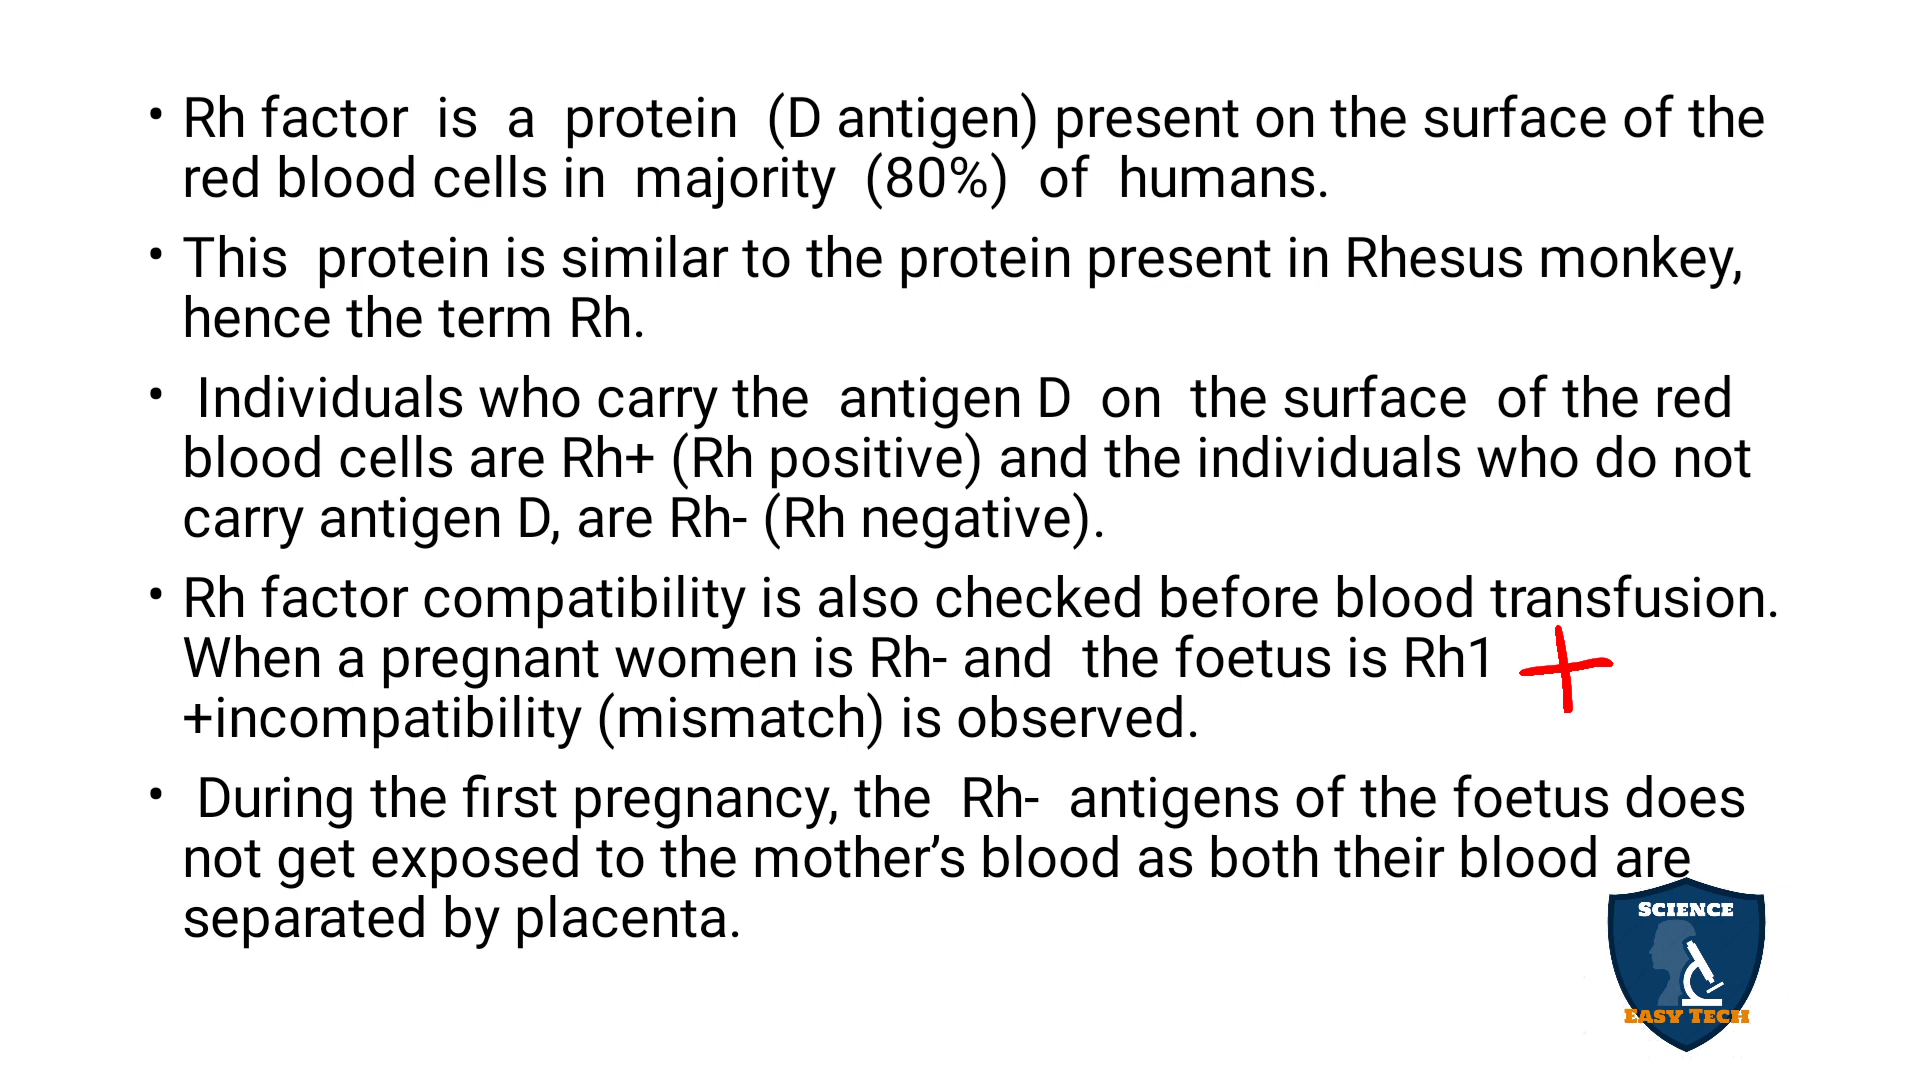 • Rh factor is a protein (D antigen) present on the surface of the
red blood cells in majority (80%) of humans.
• This protein is similar to the protein present in Rhesus monkey,
hence the term Rh.
• Individuals who carry the antigen D on the surface of the red
blood cells are Rh+ (Rh positive) and the individuals who do not
carry antigen D, are Rh- (Rh negative).
• Rh factor compatibility is also checked before blood transfusion.
When a pregnant women is Rh- and the foetus is Rh1 +
+incompatibility (mismatch) is observed.
• During the first pregnancy, the Rh- antigens of the foetus does
not get exposed to the mother’s blood as both their blood are
separated by placenta.
SCIENCE
EASY TECH